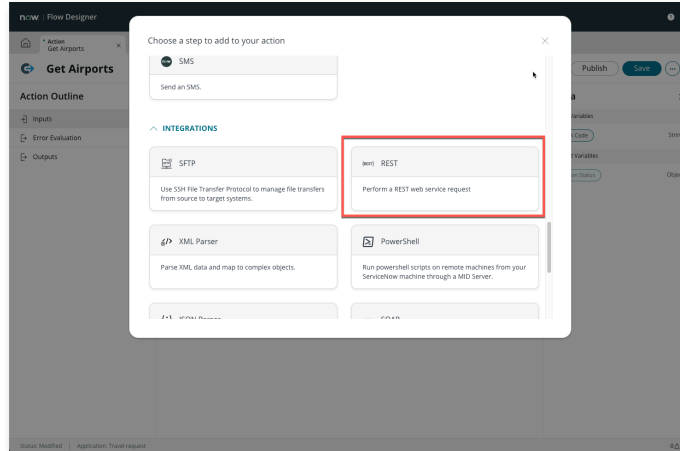 now. | Flow Designer
* Action
Get Airports
×
Get Airports
Publish
Save
...
Action Outline
Inputs
Error Evaluation
Outputs
Choose a step to add to your action
SMS
Send an SMS.
INTEGRATIONS
SFTP
Use SSH File Transfer Protocol to manage file transfers
from source to target systems.
REST
Perform a REST web service request
XML Parser
Parse XML data and map to complex objects.
PowerShell
Run powershell scripts on remote machines from your
ServiceNow machine through a MID Server.
Code
Status
Status: Modified | Application: Travel request